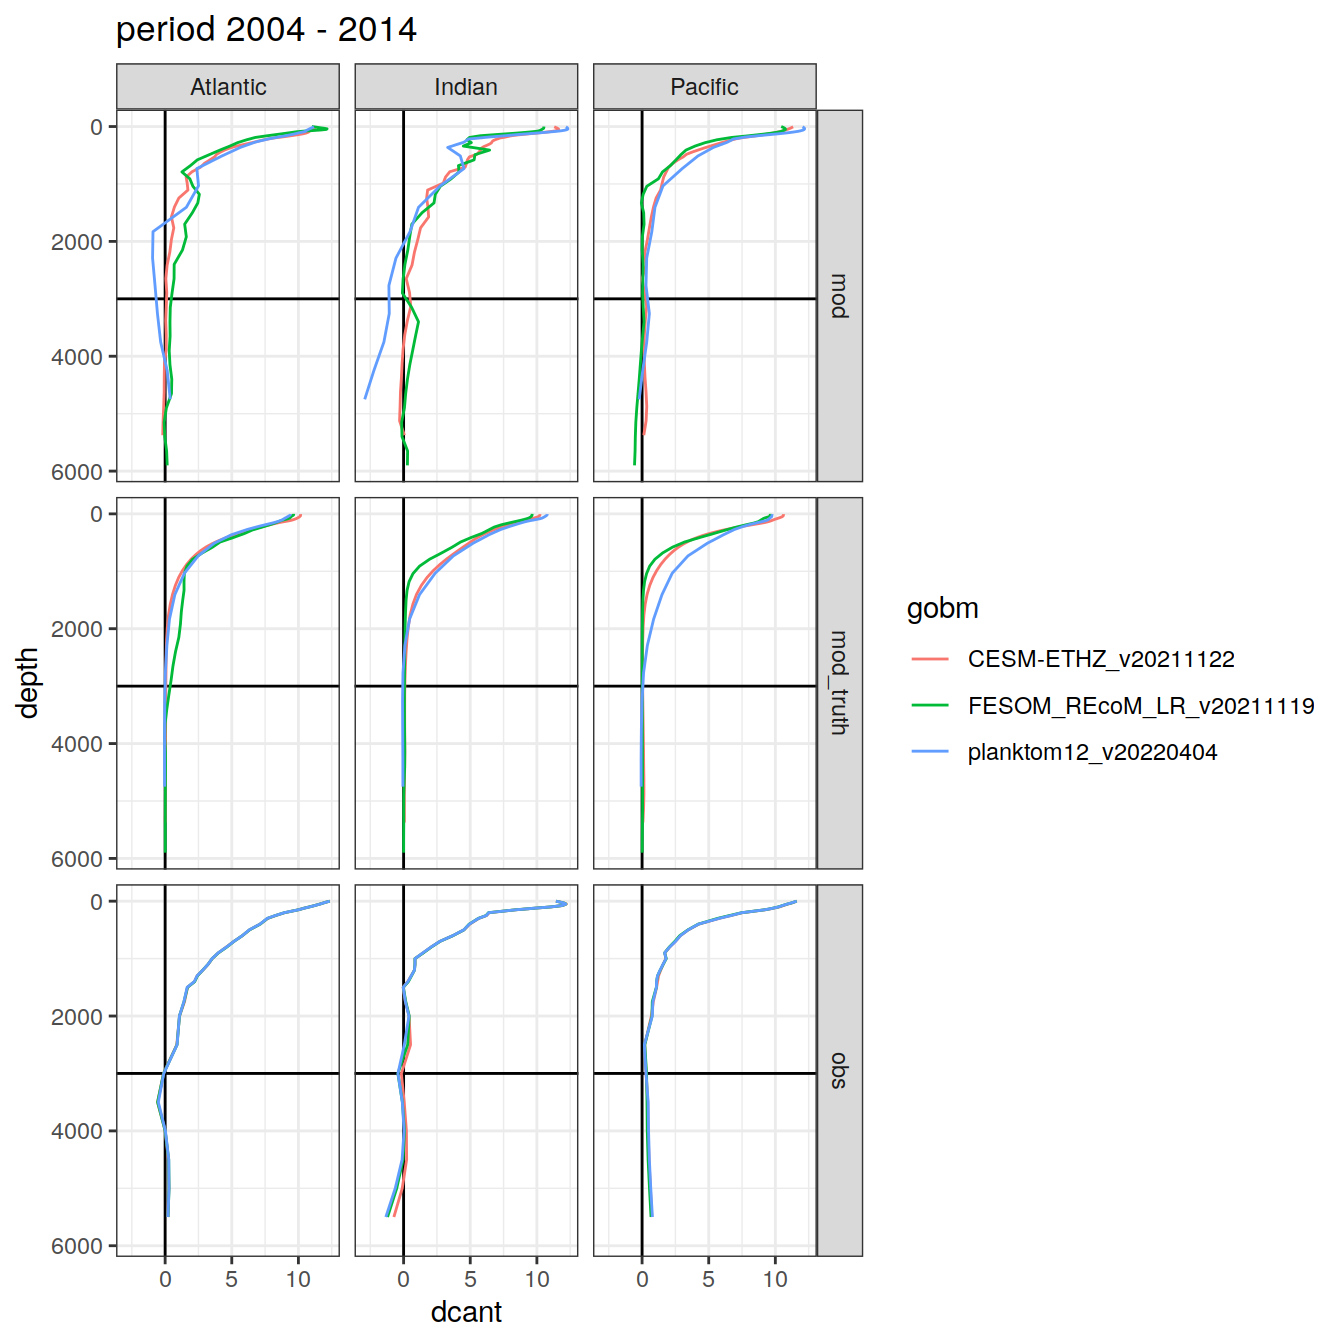 period 2004 - 2014
Atlantic
Indian
Pacific
0
2000
4000
6000
mod
0
2000
4000
6000
mod_truth
0
2000
4000
6000
obs
0 5 10
0 5 10
0 5 10
dcant
depth
gobm
CESM-ETHZ_v20211122
FESOM_REcoM_LR_v20211119
planktom12_v20220404